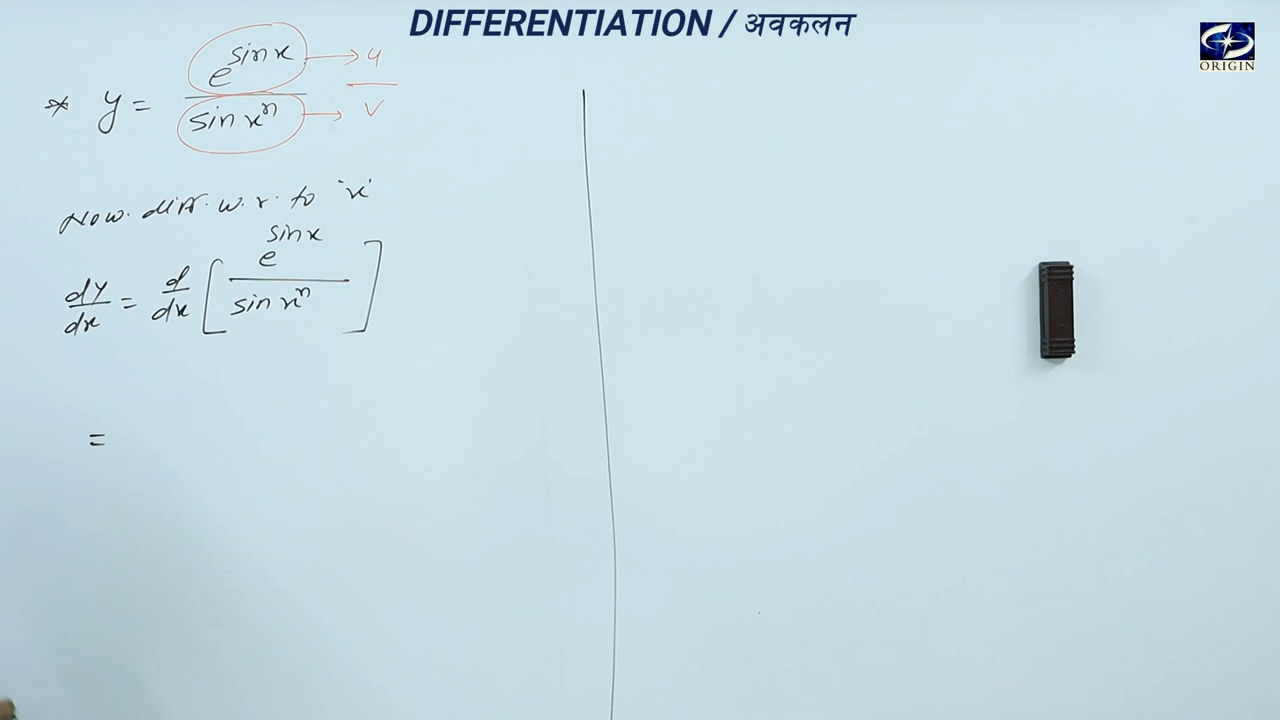 DIFFERENTIATION / अवकलन
ORIGIN
* y = e^sin x / sin x^n → u / → v
Now. diff. w. r. to 'x'
dy/dx = d/dx [ e^sin x / sin x^n ]
=